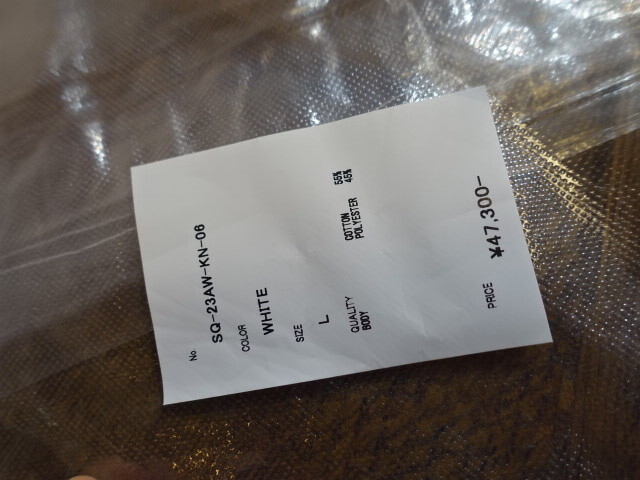 No.
SQ-23AW-KN-06
COLOR
WHITE
SIZE
L
QUALITY
BODY COTTON 55%
POLYESTER 45%
PRICE ¥47,300-